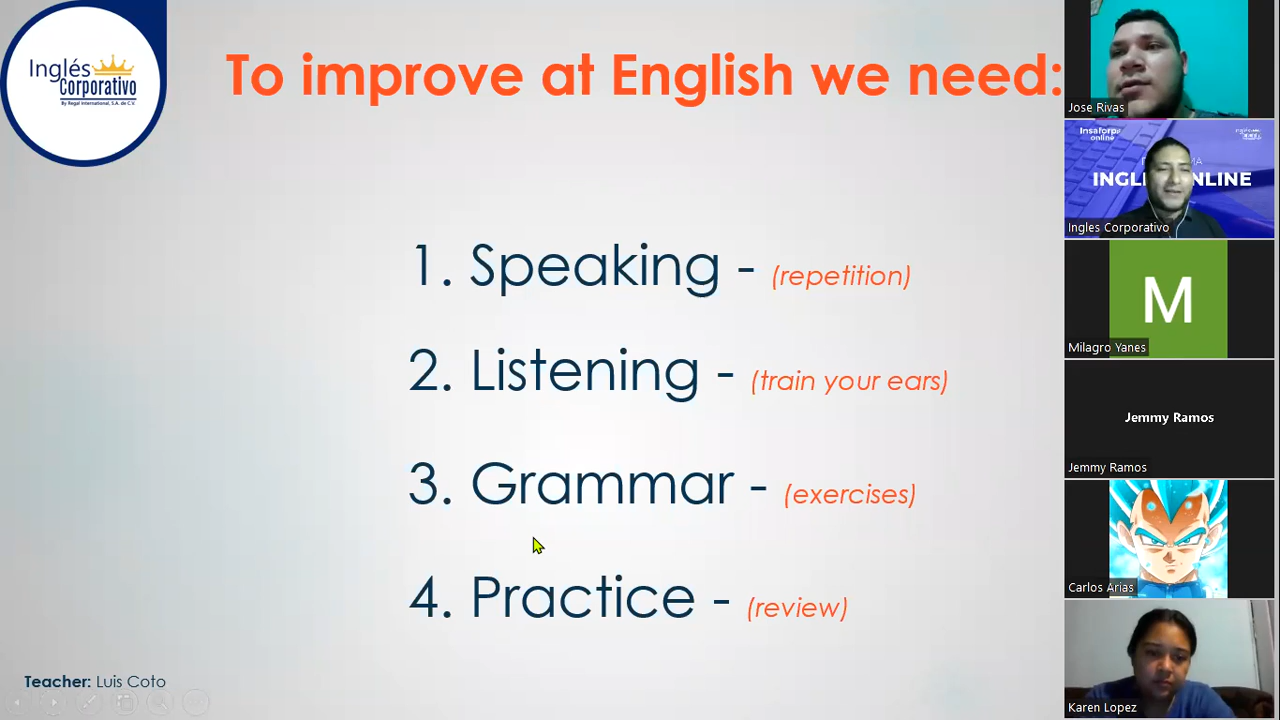 Inglés
Corporativo
By Regal International, S.A. de C.V.
To improve at English we need:
1. Speaking - (repetition)
2. Listening - (train your ears)
3. Grammar - (exercises)
4. Practice - (review)
Teacher: Luis Coto
Jose Rivas
Insaforp
online
INGL NLINE
Ingles Corporativo
M
Milagro Yanes
Jemmy Ramos
Jemmy Ramos
Carlos Arias
Karen Lopez